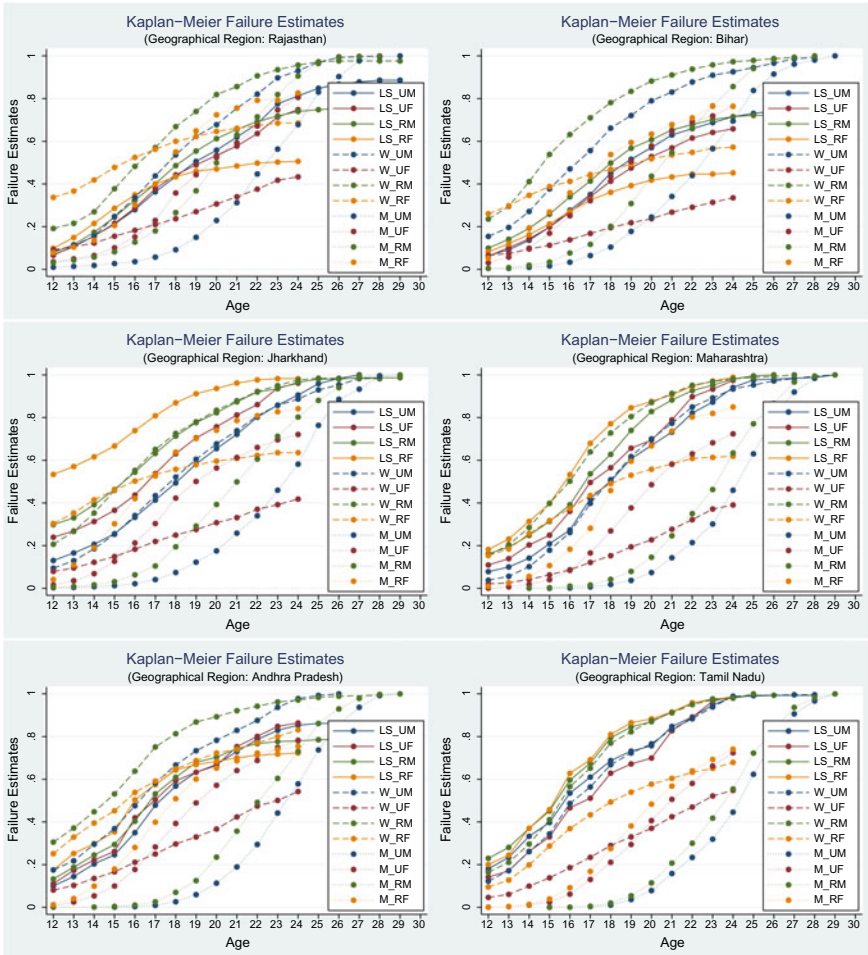 Kaplan−Meier Failure Estimates
(Geographical Region: Rajasthan)
Failure Estimates
1
.8
.6
.4
.2
0
12 13 14 15 16 17 18 19 20 21 22 23 24 25 26 27 28 29 30
Age
LS_UM
LS_UF
LS_RM
LS_RF
W_UM
W_UF
W_RM
W_RF
M_UM
M_UF
M_RM
M_RF
Kaplan−Meier Failure Estimates
(Geographical Region: Bihar)
Failure Estimates
1
.8
.6
.4
.2
0
12 13 14 15 16 17 18 19 20 21 22 23 24 25 26 27 28 29 30
Age
LS_UM
LS_UF
LS_RM
LS_RF
W_UM
W_UF
W_RM
W_RF
M_UM
M_UF
M_RM
M_RF
Kaplan−Meier Failure Estimates
(Geographical Region: Jharkhand)
Failure Estimates
1
.8
.6
.4
.2
0
12 13 14 15 16 17 18 19 20 21 22 23 24 25 26 27 28 29 30
Age
LS_UM
LS_UF
LS_RM
LS_RF
W_UM
W_UF
W_RM
W_RF
M_UM
M_UF
M_RM
M_RF
Kaplan−Meier Failure Estimates
(Geographical Region: Maharashtra)
Failure Estimates
1
.8
.6
.4
.2
0
12 13 14 15 16 17 18 19 20 21 22 23 24 25 26 27 28 29 30
Age
LS_UM
LS_UF
LS_RM
LS_RF
W_UM
W_UF
W_RM
W_RF
M_UM
M_UF
M_RM
M_RF
Kaplan−Meier Failure Estimates
(Geographical Region: Andhra Pradesh)
Failure Estimates
1
.8
.6
.4
.2
0
12 13 14 15 16 17 18 19 20 21 22 23 24 25 26 27 28 29 30
Age
LS_UM
LS_UF
LS_RM
LS_RF
W_UM
W_UF
W_RM
W_RF
M_UM
M_UF
M_RM
M_RF
Kaplan−Meier Failure Estimates
(Geographical Region: Tamil Nadu)
Failure Estimates
1
.8
.6
.4
.2
0
12 13 14 15 16 17 18 19 20 21 22 23 24 25 26 27 28 29 30
Age
LS_UM
LS_UF
LS_RM
LS_RF
W_UM
W_UF
W_RM
W_RF
M_UM
M_UF
M_RM
M_RF